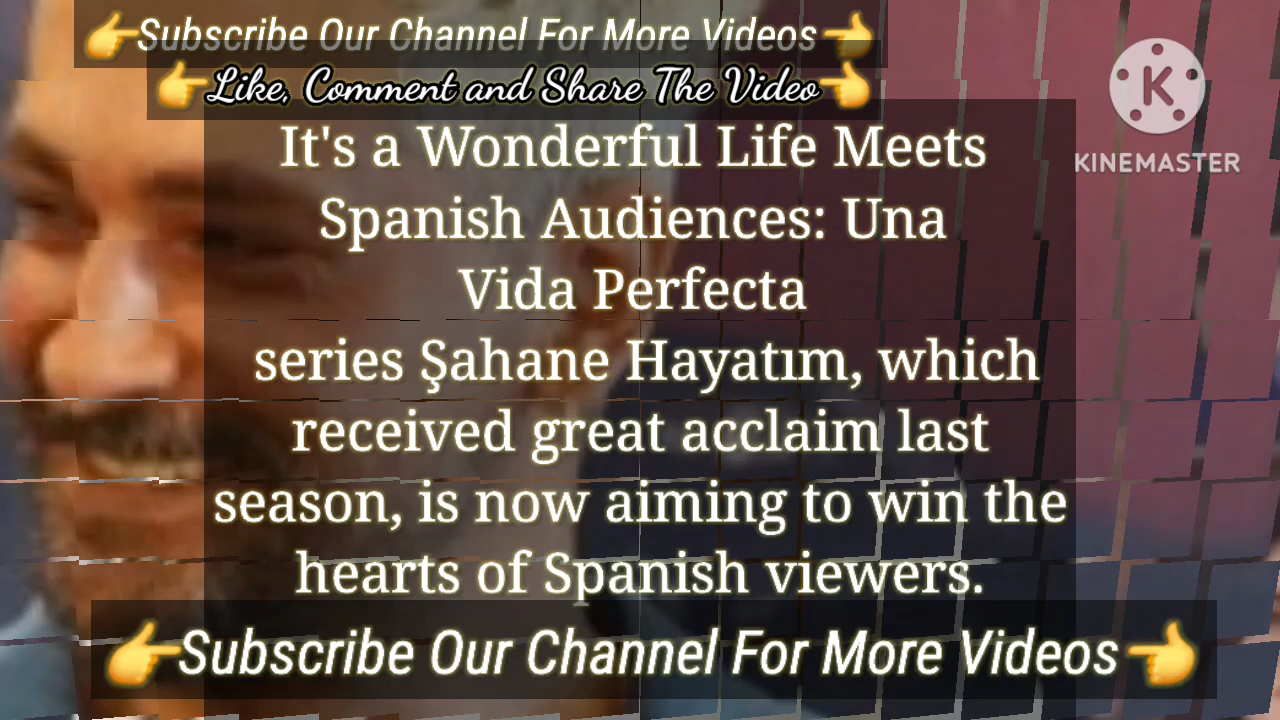 👉Subscribe Our Channel For More Videos👈
👉Like, Comment and Share The Video👈
It's a Wonderful Life Meets
Spanish Audiences: Una
Vida Perfecta
series Şahane Hayatım, which
received great acclaim last
season, is now aiming to win the
hearts of Spanish viewers.
👉Subscribe Our Channel For More Videos👈
K
KINEMASTER